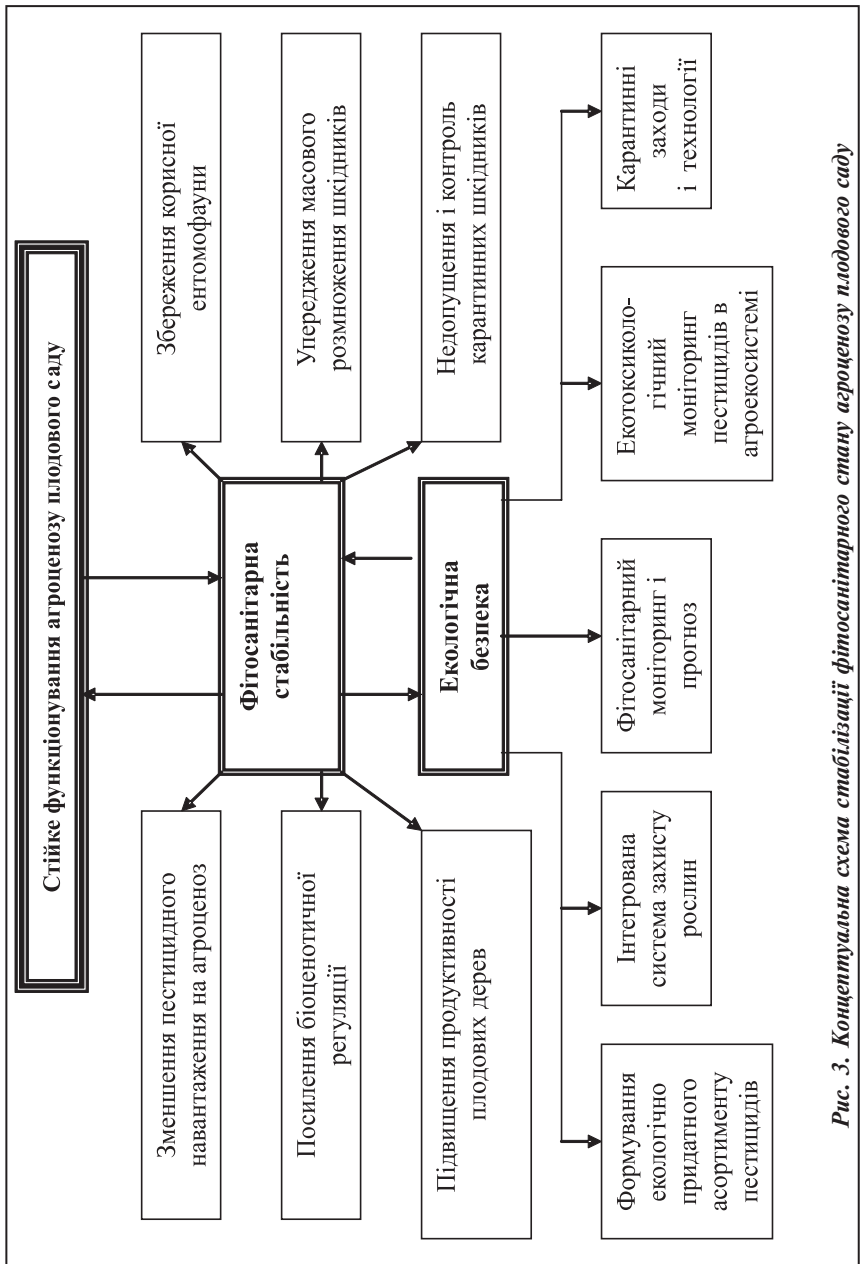 Стійке функціонування агроценозу плодового саду
Зменшення пестицидного
навантаження на агроценоз
Збереження корисної
ентомофауни
Фітосанітарна
стабільність
Посилення біоценотичної
регуляції
Упередження масового
розмноження шкідників
Підвищення продуктивності
плодових дерев
Екологічна
безпека
Недопущення і контроль
карантинних шкідників
Формування
екологічно
придатного
асортименту
пестицидів
Інтегрована
система захисту
рослин
Фітосанітарний
моніторинг і
прогноз
Екотоксиколо-
гічний
моніторинг
пестицидів в
агроекосистемі
Карантинні
заходи
і технології
Рис. 3. Концептуальна схема стабілізації фітосанітарного стану агроценозу плодового саду